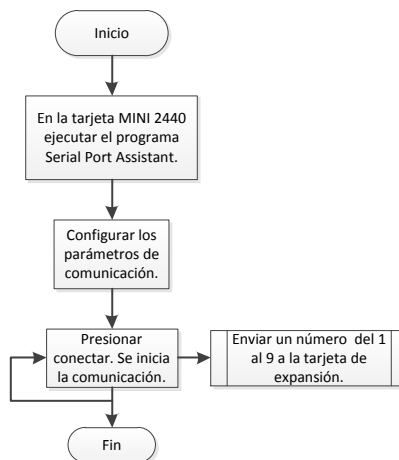 Inicio
En la tarjeta MINI 2440
ejecutar el programa
Serial Port Assistant.
Configurar los
parámetros de
comunicación.
Presionar
conectar. Se inicia
la comunicación.
Enviar un número  del 1
al 9 a la tarjeta de
expansión.
Fin